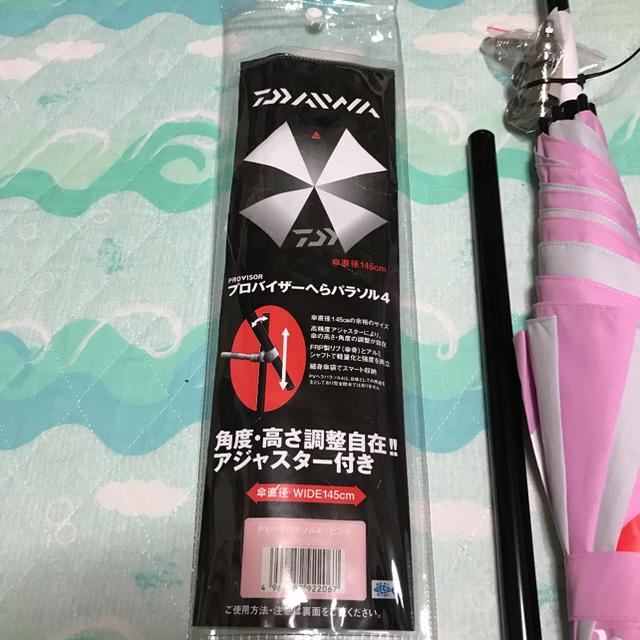 DAIWA
傘直径145cm
PROVISOR
プロバイザーへらパラソル4
傘直径145cmの余裕のサイズ
高精度アジャスターにより
傘の高さ・角度の調整が自在
FRP製リブ(傘骨)とアルミ
シャフトで軽量化と強度を両立
細身傘袋でスマート収納
角度・高さ調整自在!!
アジャスター付き
傘直径 WIDE145cm
PVヘラパラソル4 ピンク
922067
ご使用方法・注意は裏面をご覧ください。